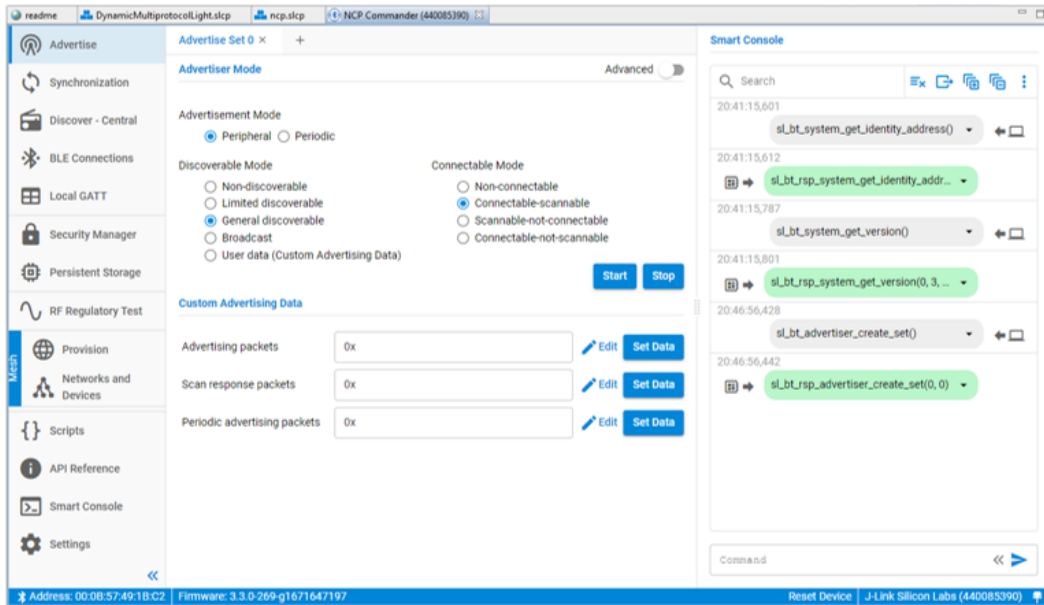 readme DynamicMultiprotocolLight.slcp ncp.slcp NCP Commander (440085390)
Advertise
Synchronization
Discover - Central
BLE Connections
Local GATT
Security Manager
Persistent Storage
RF Regulatory Test
Mesh
Provision
Networks and
Devices
Scripts
API Reference
Smart Console
Settings
Advertise Set 0
Advertiser Mode Advanced
Advertisement Mode
Peripheral Periodic
Discoverable Mode
Non-discoverable
Limited discoverable
General discoverable
Broadcast
User data (Custom Advertising Data)
Connectable Mode
Non-connectable
Connectable-scannable
Scannable-not-connectable
Connectable-not-scannable
Start Stop
Custom Advertising Data
Advertising packets 0x Edit Set Data
Scan response packets 0x Edit Set Data
Periodic advertising packets 0x Edit Set Data
Smart Console
Search
20:41:15,601
sl_bt_system_get_identity_address()
20:41:15,612
sl_bt_rsp_system_get_identity_addr...
20:41:15,787
sl_bt_system_get_version()
20:41:15,801
sl_bt_rsp_system_get_version(0, 3, ...
20:46:56,428
sl_bt_advertiser_create_set()
20:46:56,442
sl_bt_rsp_advertiser_create_set(0, 0)
Command
Address: 00:0B:57:49:1B:C2 Firmware: 3.3.0-269-g1671647197 Reset Device J-Link Silicon Labs (440085390)